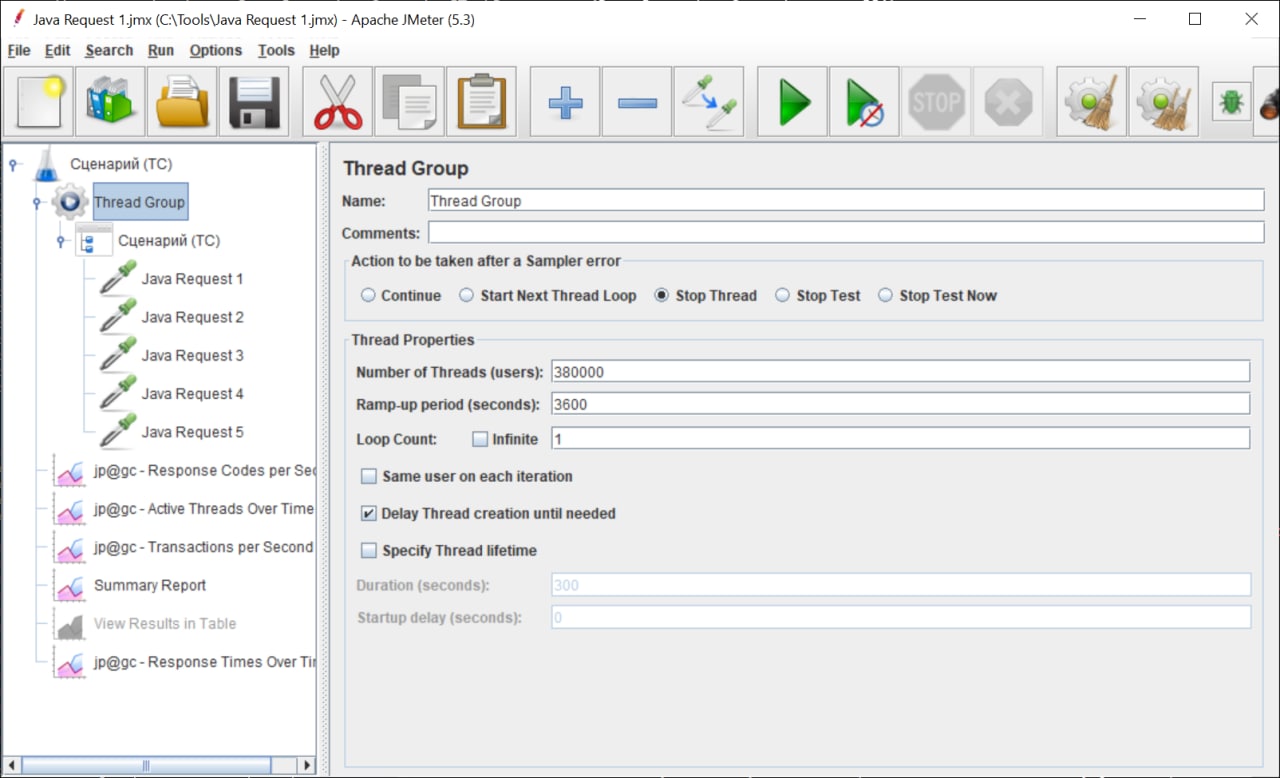 Java Request 1.jmx (C:\Tools\Java Request 1.jmx) - Apache JMeter (5.3)
File Edit Search Run Options Tools Help
STOP
Сценарий (TC)
Thread Group
Сценарий (TC)
Java Request 1
Java Request 2
Java Request 3
Java Request 4
Java Request 5
jp@gc - Response Codes per Sec
jp@gc - Active Threads Over Time
jp@gc - Transactions per Second
Summary Report
View Results in Table
jp@gc - Response Times Over Tir
Thread Group
Name: Thread Group
Comments:
Action to be taken after a Sampler error
Continue Start Next Thread Loop Stop Thread Stop Test Stop Test Now
Thread Properties
Number of Threads (users): 380000
Ramp-up period (seconds): 3600
Loop Count: Infinite 1
Same user on each iteration
Delay Thread creation until needed
Specify Thread lifetime
Duration (seconds): 300
Startup delay (seconds): 0